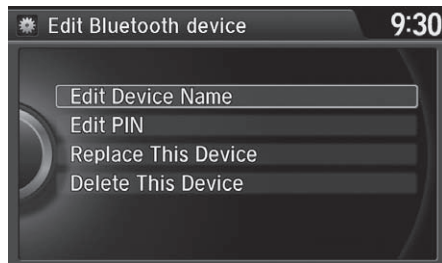 Edit Bluetooth device 9:30
Edit Device Name
Edit PIN
Replace This Device
Delete This Device